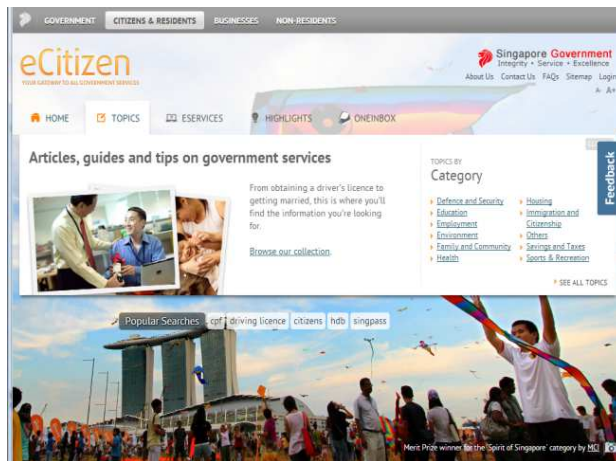 GOVERNMENT CITIZENS & RESIDENTS BUSINESSES NON-RESIDENTS
eCitizen
YOUR GATEWAY TO ALL GOVERNMENT SERVICES
Singapore Government
Integrity • Service • Excellence
About Us Contact Us FAQs Sitemap Login
A- A+
HOME TOPICS ESERVICES HIGHLIGHTS ONEINBOX
Articles, guides and tips on government services
From obtaining a driver's licence to
getting married, this is where you'll
find the information you're looking
for.
Browse our collection.
TOPICS BY
Category
Defence and Security
Education
Employment
Environment
Family and Community
Health
Housing
Immigration and
Citizenship
Others
Savings and Taxes
Sports & Recreation
SEE ALL TOPICS
Feedback
Popular Searches cpf driving licence citizens hdb singpass
Merit Prize winner for the 'Spirit of Singapore' category by MCI